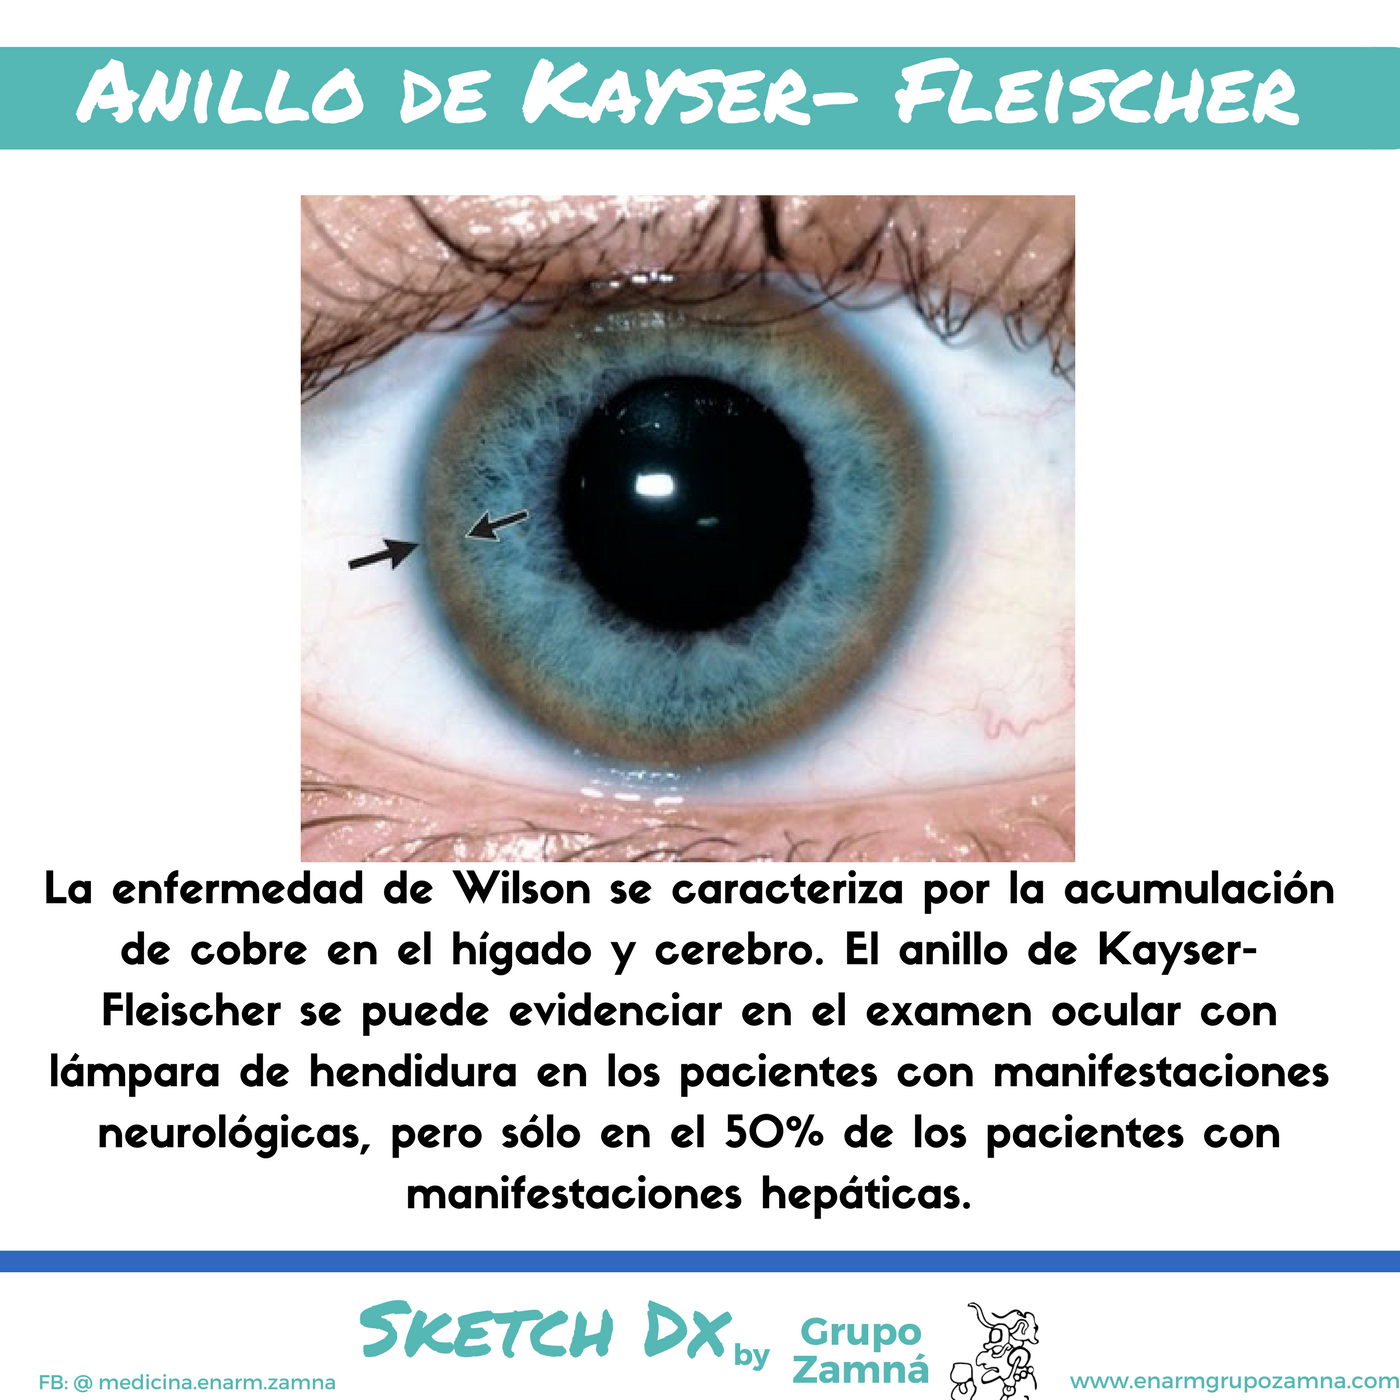 ANILLO DE KAYSER- FLEISCHER
La enfermedad de Wilson se caracteriza por la acumulación
de cobre en el hígado y cerebro. El anillo de Kayser-
Fleischer se puede evidenciar en el examen ocular con
lámpara de hendidura en los pacientes con manifestaciones
neurológicas, pero sólo en el 50% de los pacientes con
manifestaciones hepáticas.
SKETCH DX by Grupo
Zamná
FB: @ medicina.enarm.zamna
www.enarmgrupozamna.com